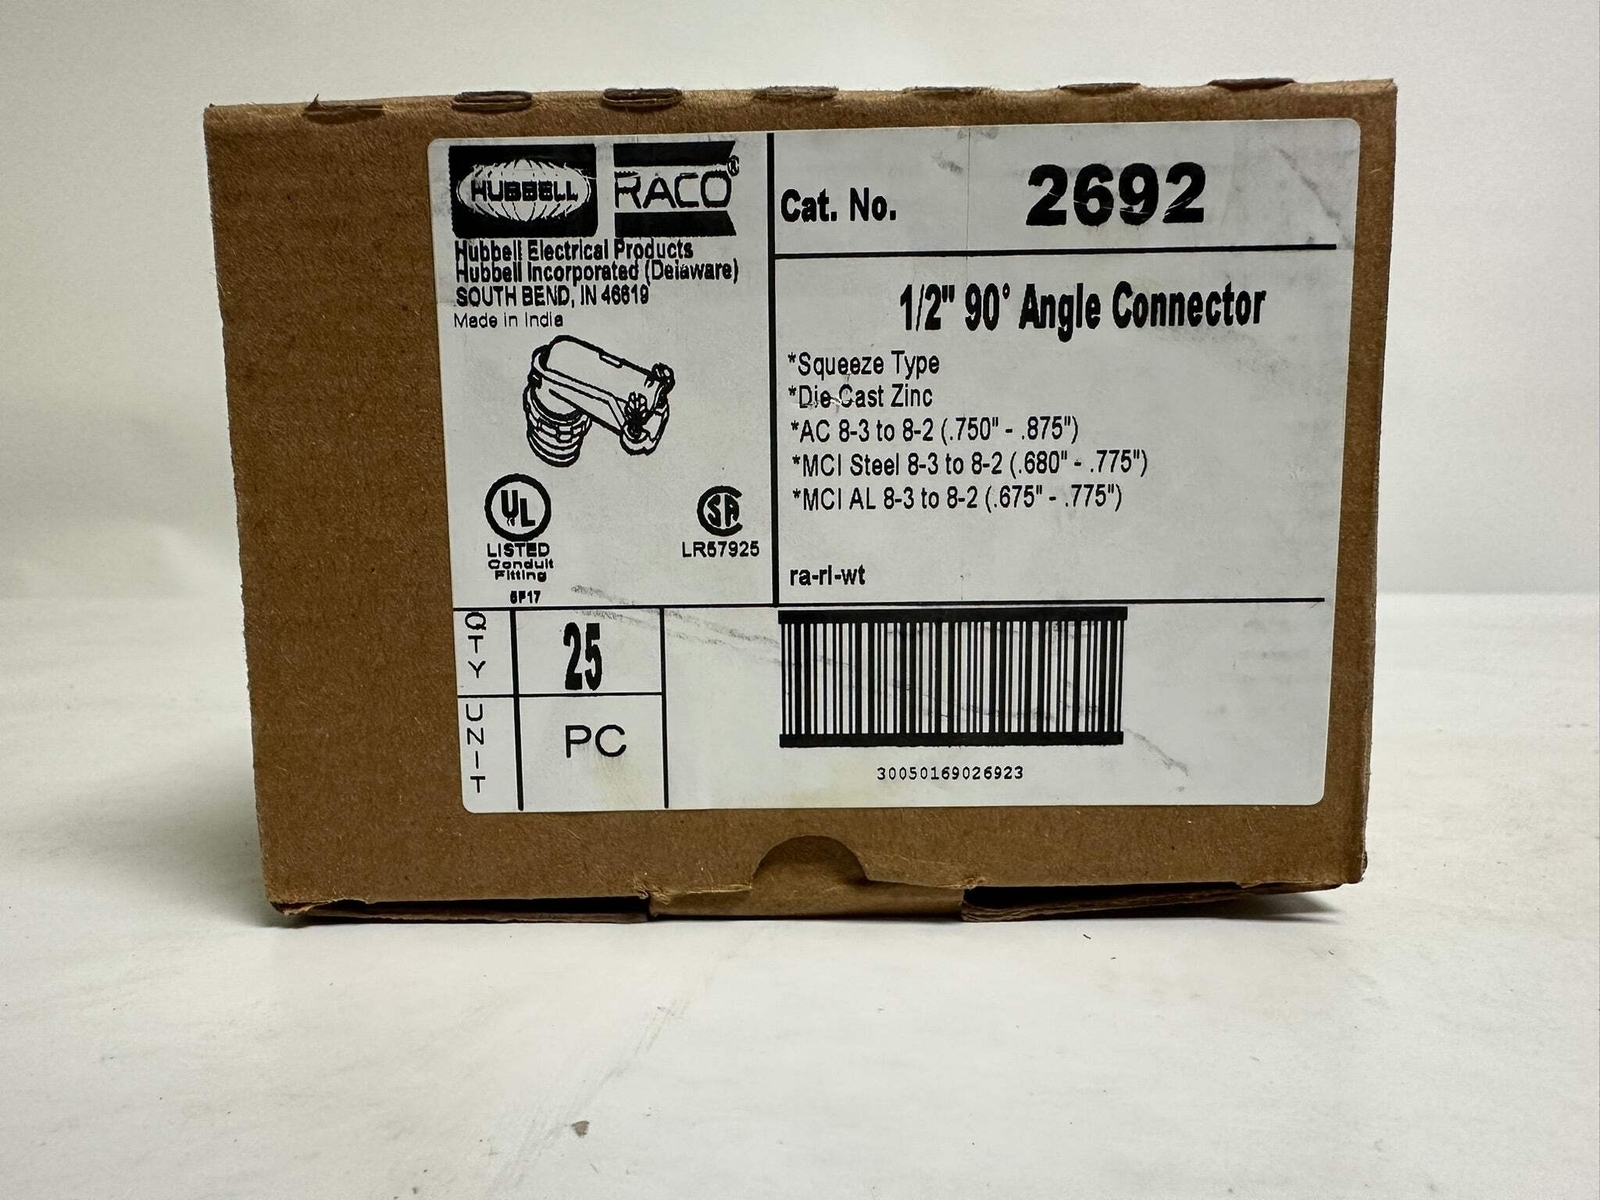 HUBBELL
RACO®
Hubbell Electrical Products
Hubbell Incorporated (Delaware)
SOUTH BEND, IN 46619
Made in India
UL
LISTED
Conduit
Fitting
6F17
SA
LR57925
Cat. No. 2692
1/2" 90° Angle Connector
*Squeeze Type
*Die Cast Zinc
*AC 8-3 to 8-2 (.750" - .875")
*MCI Steel 8-3 to 8-2 (.680" - .775")
*MCI AL 8-3 to 8-2 (.675" - .775")
ra-rl-wt
QTY 25
UNIT PC
30050169026923